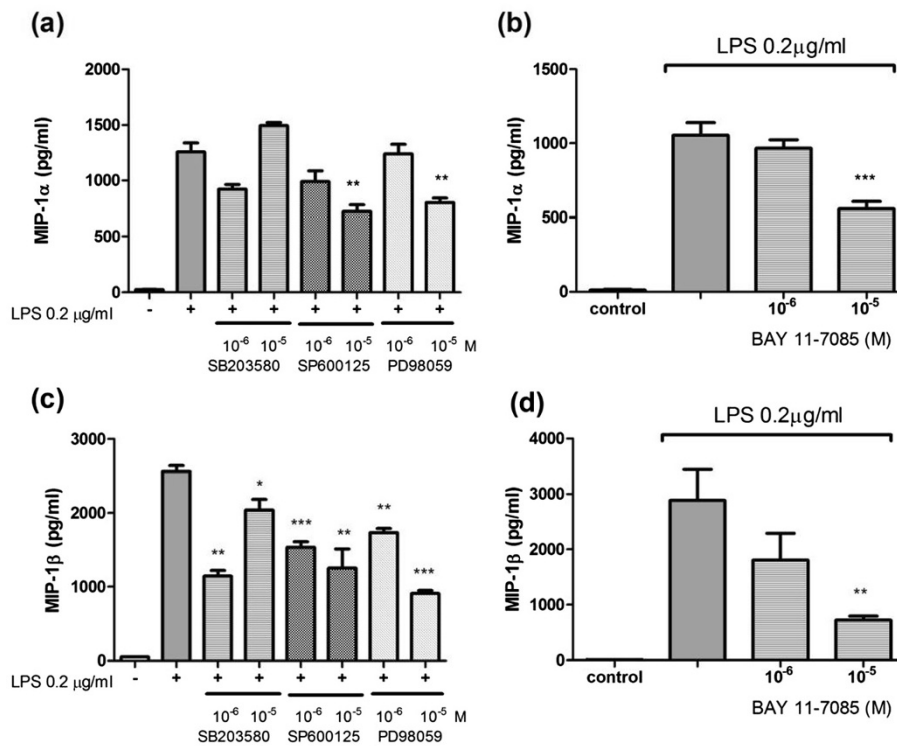 (a)
MIP-1α (pg/ml)
2000
1500
1000
500
0
** **
LPS 0.2 μg/ml - + + + + + + +
10⁻⁶ 10⁻⁵ 10⁻⁶ 10⁻⁵ 10⁻⁶ 10⁻⁵ M
SB203580 SP600125 PD98059
(b)
LPS 0.2μg/ml
MIP-1α (pg/ml)
1500
1000
500
0
***
control 10⁻⁶ 10⁻⁵
BAY 11-7085 (M)
(c)
MIP-1β (pg/ml)
3000
2000
1000
0
** * *** ** ** ***
LPS 0.2 μg/ml - + + + + + + +
10⁻⁶ 10⁻⁵ 10⁻⁶ 10⁻⁵ 10⁻⁶ 10⁻⁵ M
SB203580 SP600125 PD98059
(d)
LPS 0.2μg/ml
MIP-1β (pg/ml)
4000
3000
2000
1000
0
**
control 10⁻⁶ 10⁻⁵
BAY 11-7085 (M)